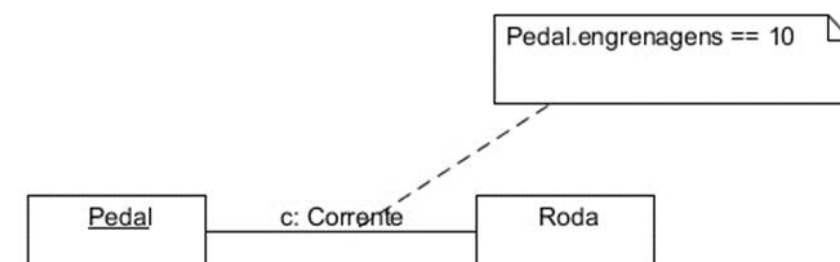 Pedal.engrenagens == 10
Pedal
c: Corrente
Roda